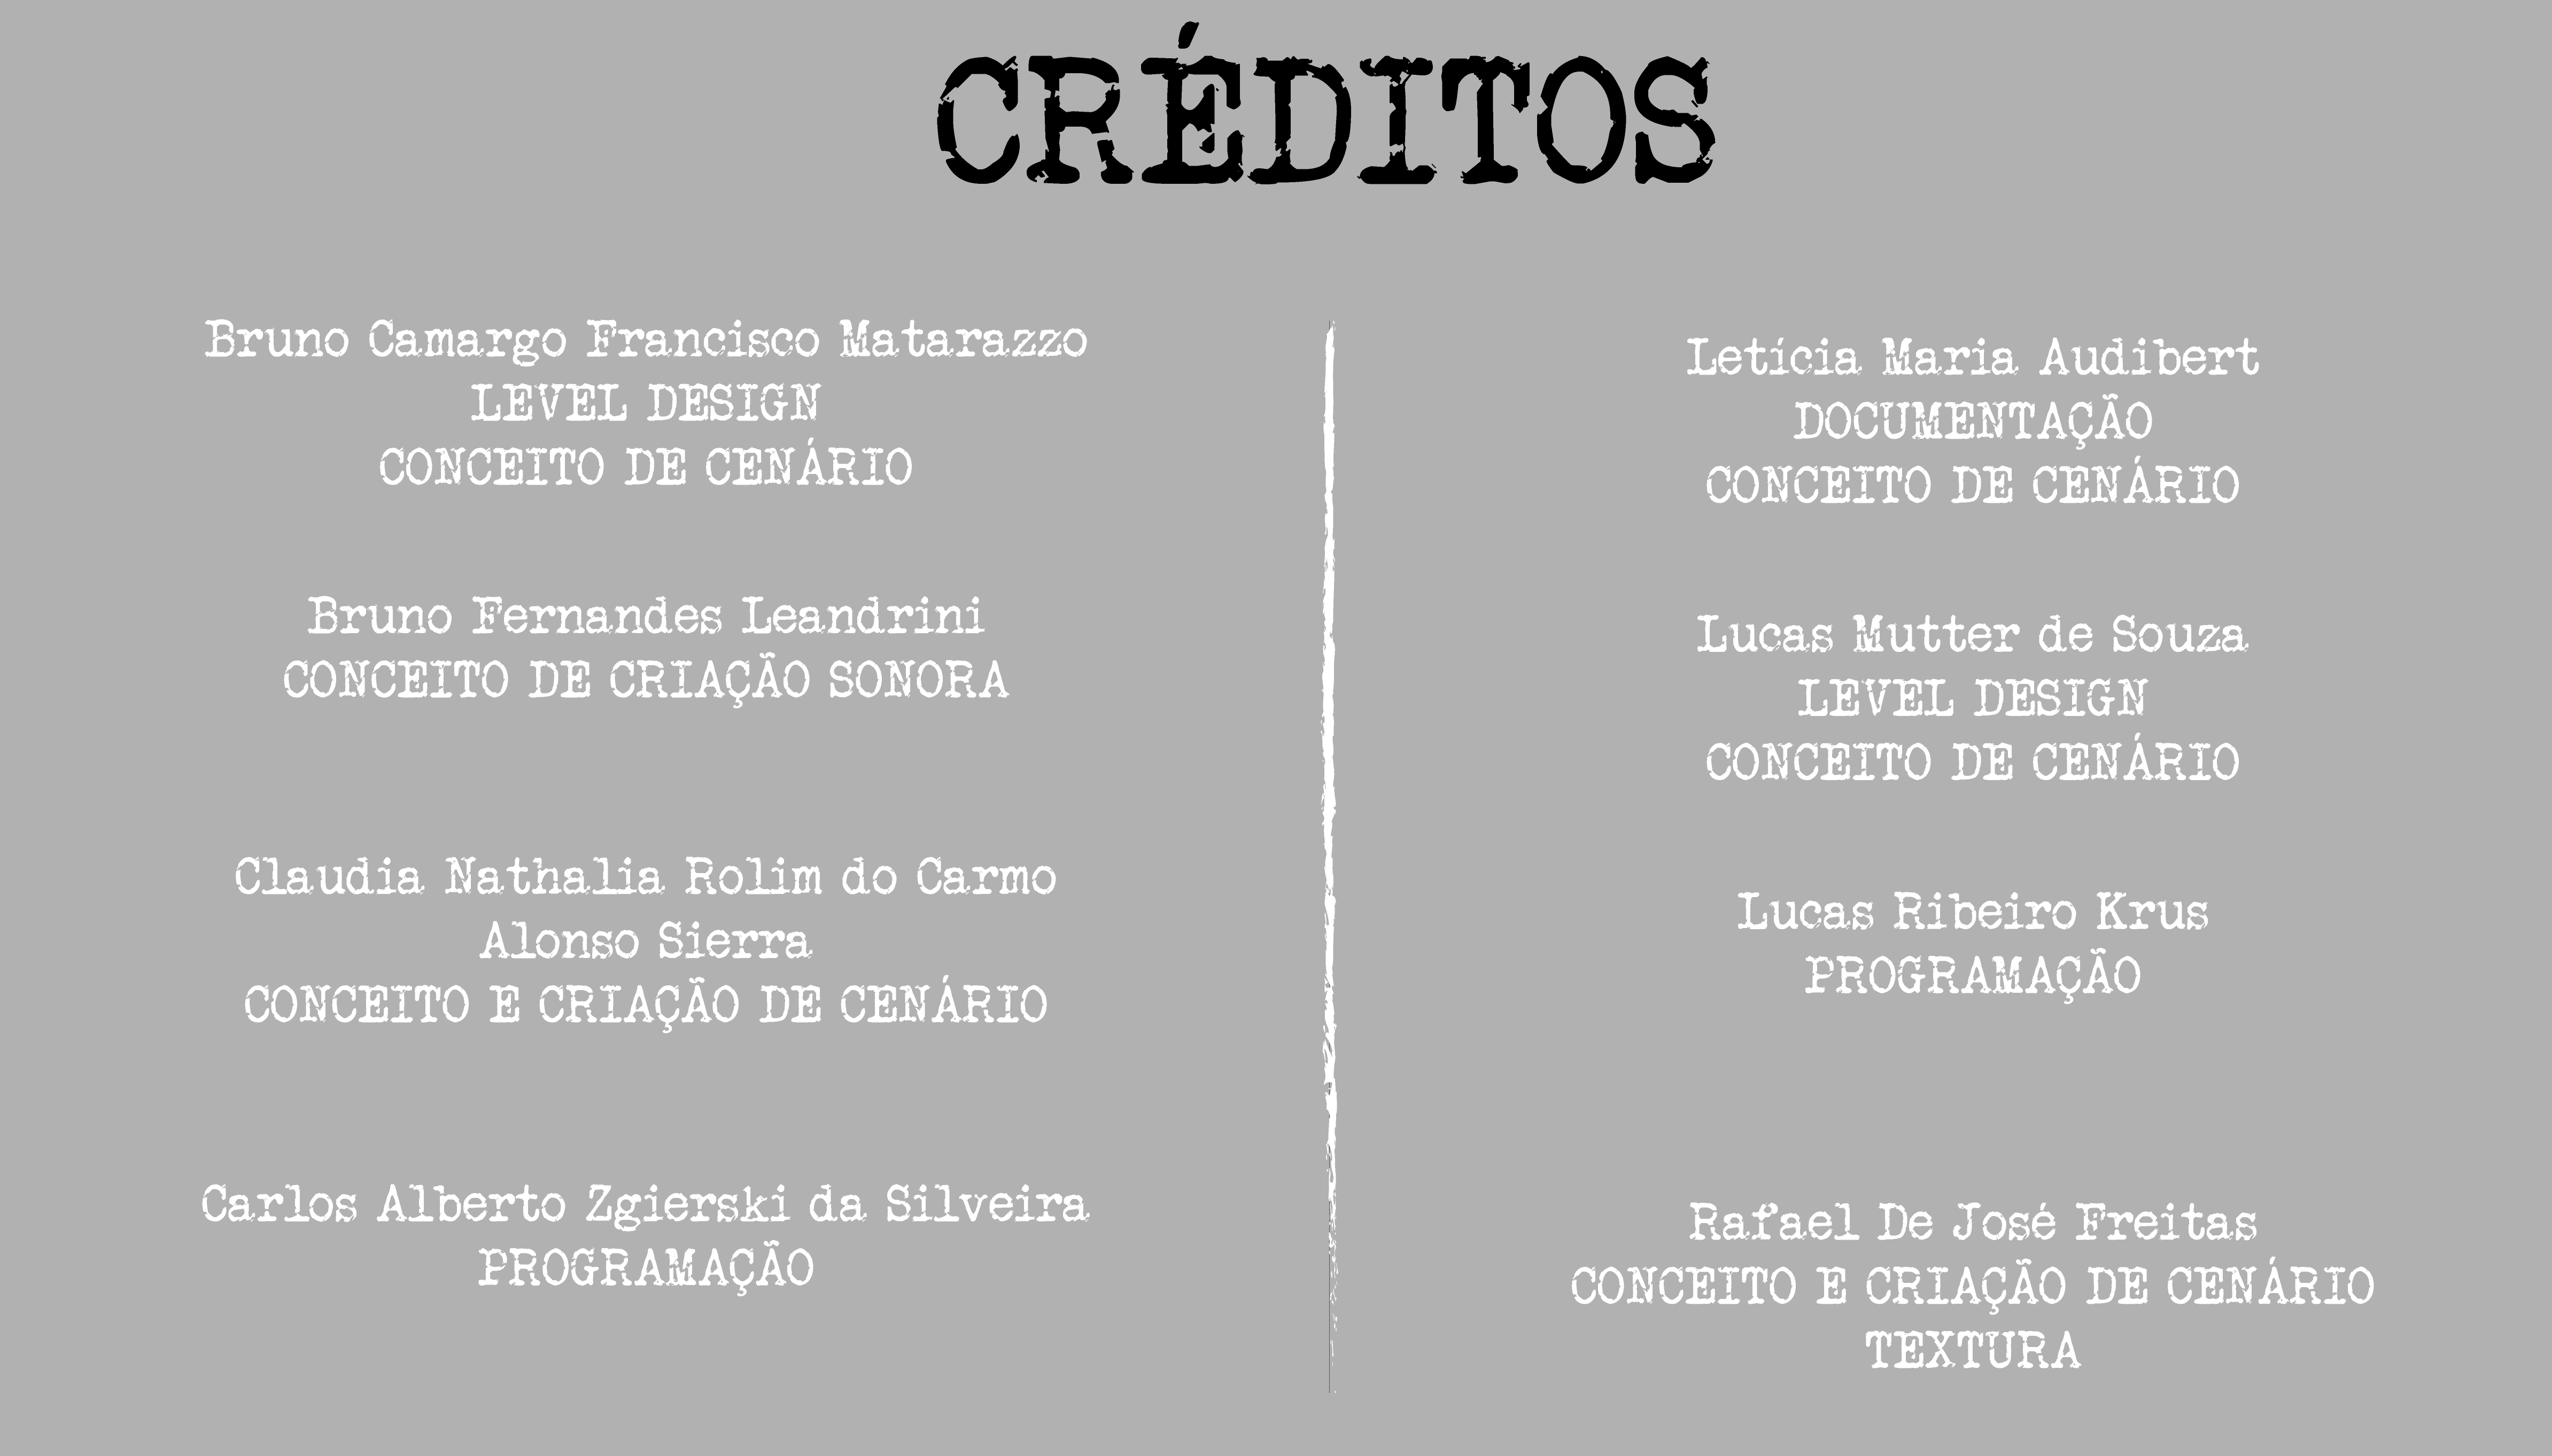 CRÉDITOS
Bruno Camargo Francisco Matarazzo
LEVEL DESIGN
CONCEITO DE CENÁRIO
Bruno Fernandes Leandrini
CONCEITO DE CRIAÇÃO SONORA
Claudia Nathalia Rolim do Carmo
Alonso Sierra
CONCEITO E CRIAÇÃO DE CENÁRIO
Carlos Alberto Zgierski da Silveira
PROGRAMAÇÃO
Letícia Maria Audibert
DOCUMENTAÇÃO
CONCEITO DE CENÁRIO
Lucas Mutter de Souza
LEVEL DESIGN
CONCEITO DE CENÁRIO
Lucas Ribeiro Krus
PROGRAMAÇÃO
Rafael De José Freitas
CONCEITO E CRIAÇÃO DE CENÁRIO
TEXTURA